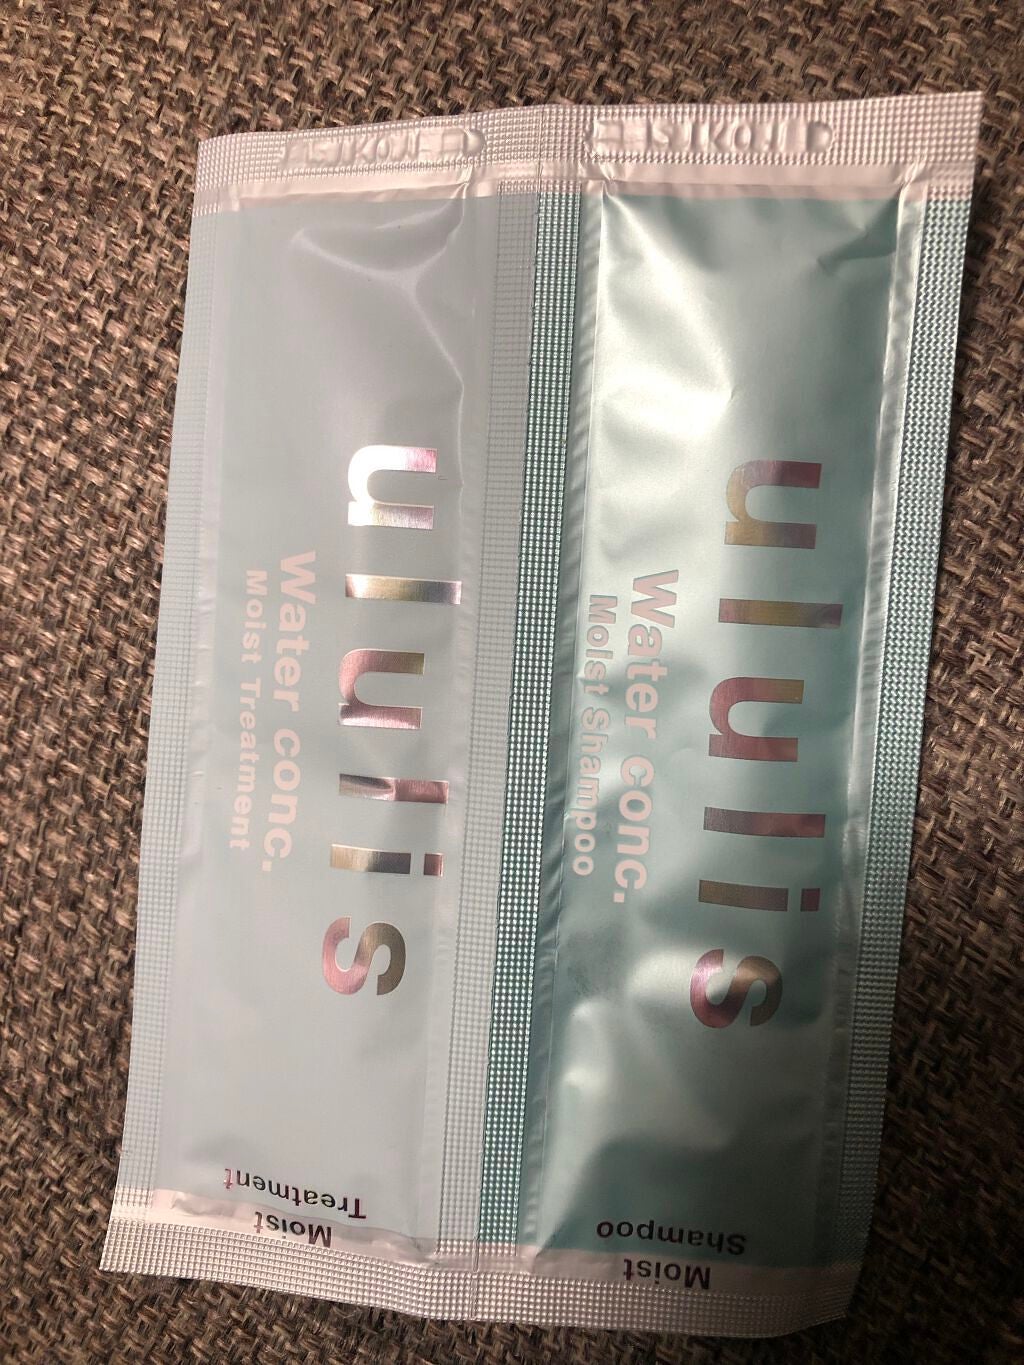 ululis
Water conc.
Moist Treatment
Moist
Treatment
ululis
Water conc.
Moist Shampoo
Moist
Shampoo